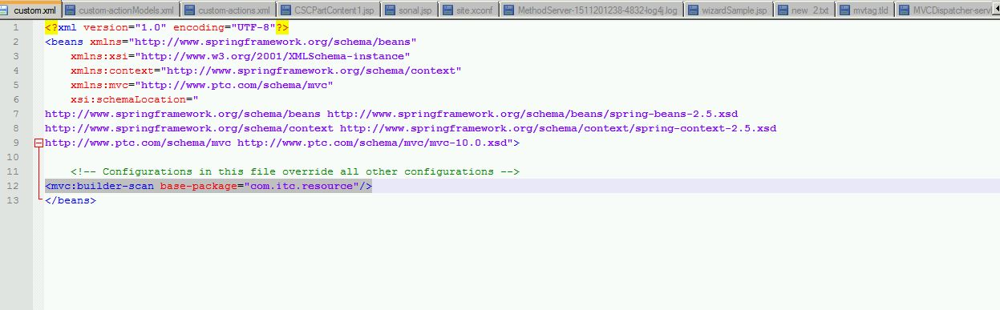 custom.xml custom-actionModels.xml custom-actions.xml CSCPartContent1.jsp sonal.jsp site.xconf MethodServer-1511201238-4832-log4j.log wizardSample.jsp new 2.txt mvtag.tld MVCDispatcher-serv
1 <?xml version="1.0" encoding="UTF-8"?>
2 <beans xmlns="http://www.springframework.org/schema/beans"
3 xmlns:xsi="http://www.w3.org/2001/XMLSchema-instance"
4 xmlns:context="http://www.springframework.org/schema/context"
5 xmlns:mvc="http://www.ptc.com/schema/mvc"
6 xsi:schemaLocation="
7 http://www.springframework.org/schema/beans http://www.springframework.org/schema/beans/spring-beans-2.5.xsd
8 http://www.springframework.org/schema/context http://www.springframework.org/schema/context/spring-context-2.5.xsd
9 http://www.ptc.com/schema/mvc http://www.ptc.com/schema/mvc/mvc-10.0.xsd">
10
11 <!-- Configurations in this file override all other configurations -->
12 <mvc:builder-scan base-package="com.itc.resource"/>
13 </beans>